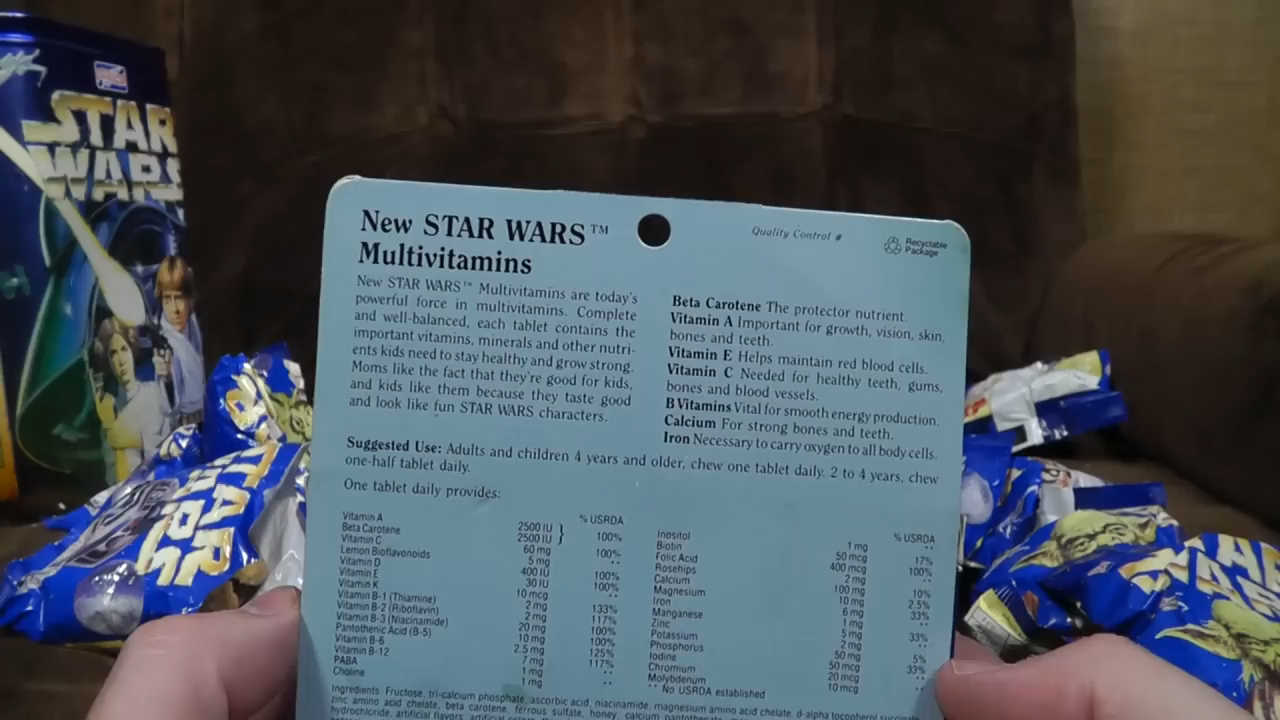 STAR
WARS
New STAR WARS™
Multivitamins
Quality Control #
Recyclable
Package
New STAR WARS™ Multivitamins are today's
powerful force in multivitamins. Complete
and well-balanced, each tablet contains the
important vitamins, minerals and other nutri-
ents kids need to stay healthy and grow strong.
Moms like the fact that they're good for kids,
and kids like them because they taste good
and look like fun STAR WARS characters.
Beta Carotene The protector nutrient.
Vitamin A Important for growth, vision, skin,
bones and teeth.
Vitamin E Helps maintain red blood cells.
Vitamin C Needed for healthy teeth, gums,
bones and blood vessels.
B Vitamins Vital for smooth energy production.
Calcium For strong bones and teeth.
Iron Necessary to carry oxygen to all body cells.
Suggested Use: Adults and children 4 years and older, chew one tablet daily. 2 to 4 years, chew
one-half tablet daily.
One tablet daily provides:
% USRDA
Vitamin A 2500 IU } 100%
Beta Carotene 2500 IU
Vitamin C 60 mg 100%
Lemon Bioflavonoids 5 mg **
Vitamin D 400 IU 100%
Vitamin E 30 IU 100%
Vitamin K 10 mcg **
Vitamin B-1 (Thiamine) 2 mg 133%
Vitamin B-2 (Riboflavin) 2 mg 117%
Vitamin B-3 (Niacinamide) 20 mg 100%
Pantothenic Acid (B-5) 10 mg 100%
Vitamin B-6 2.5 mg 125%
Vitamin B-12 7 mg 117%
PABA 1 mg **
Choline 1 mg **
% USRDA
Inositol 1 mg **
Biotin 50 mcg 17%
Folic Acid 400 mcg 100%
Rosehips 2 mg **
Calcium 100 mg 10%
Magnesium 10 mg 2.5%
Iron 6 mg 33%
Manganese 1 mg **
Zinc 5 mg 33%
Potassium 2 mg **
Phosphorus 50 mg 5%
Iodine 50 mcg 33%
Chromium 20 mcg **
Molybdenum 10 mcg **
** No USRDA established
Ingredients: Fructose, tri-calcium phosphate, ascorbic acid, niacinamide, magnesium amino acid chelate, d-alpha tocopheryl succinate
zinc amino acid chelate, beta carotene, ferrous sulfate, honey, calcium pantothenate
hydrochloride, artificial flavors, artificial
STAR
WARS